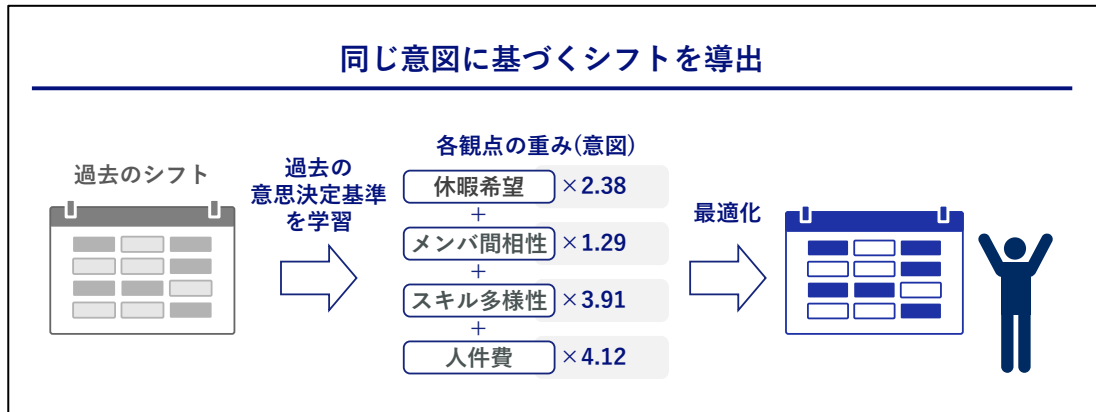 同じ意図に基づくシフトを導出
過去のシフト
過去の
意思決定基準
を学習
各観点の重み(意図)
休暇希望 ×2.38
+
メンバ間相性 ×1.29
+
スキル多様性 ×3.91
+
人件費 ×4.12
最適化